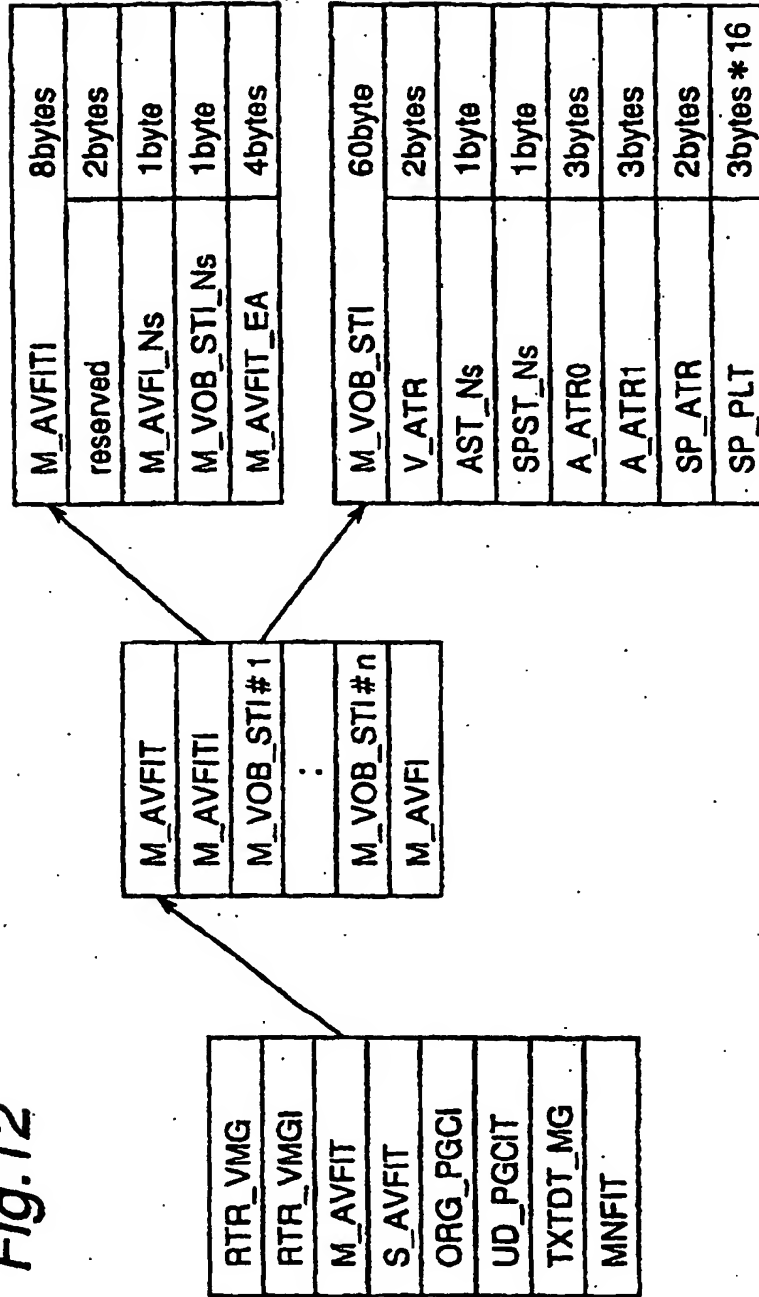 Fig.12
RTR_VMG
RTR_VMGI
M_AVFIT
S_AVFIT
ORG_PGCI
UD_PGCIT
TXTDT_MG
MNFIT
M_AVFIT
M_AVFITI
M_VOB_STI#1
:
M_VOB_STI#n
M_AVFI
M_AVFITI 8bytes
reserved 2bytes
M_AVFI_Ns 1byte
M_VOB_STI_Ns 1byte
M_AVFIT_EA 4bytes
M_VOB_STI 60byte
V_ATR 2bytes
AST_Ns 1byte
SPST_Ns 1byte
A_ATR0 3bytes
A_ATR1 3bytes
SP_ATR 2bytes
SP_PLT 3bytes*16